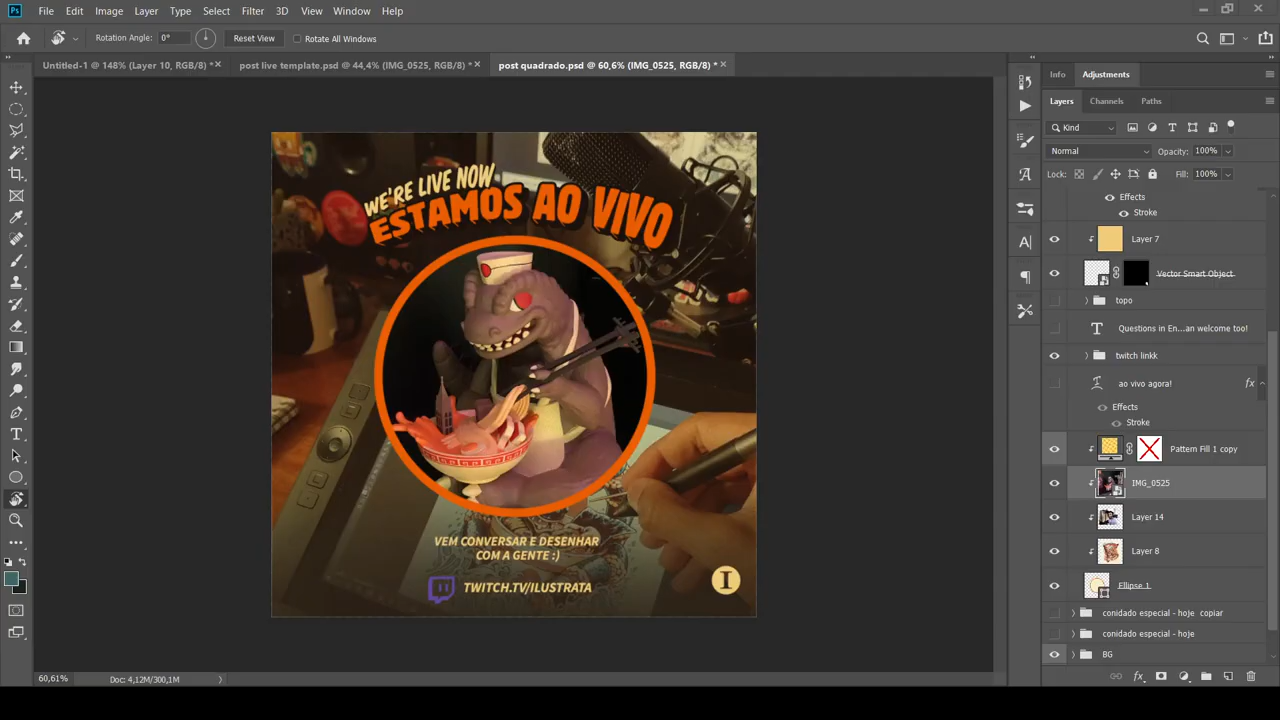 Ps File Edit Image Layer Type Select Filter 3D View Window Help
Rotation Angle: 0° Reset View Rotate All Windows
Untitled-1 @ 148% (Layer 10, RGB/8) * × post live template.psd @ 44,4% (IMG_0525, RGB/8) * × post quadrado.psd @ 60,6% (IMG_0525, RGB/8) * ×
Info Adjustments
Layers Channels Paths
Kind
Normal Opacity: 100%
Lock: Fill: 100%
Effects
Stroke
Layer 7
Vector Smart Object
topo
Questions in En...an welcome too!
twitch linkk
ao vivo agora! fx
Effects
Stroke
Pattern Fill 1 copy
IMG_0525
Layer 14
Layer 8
Ellipse 1
conidado especial - hoje copiar
conidado especial - hoje
BG
WE'RE LIVE NOW
ESTAMOS AO VIVO
VEM CONVERSAR E DESENHAR
COM A GENTE :)
TWITCH.TV/ILUSTRATA
I
60,61% Doc: 4,12M/300,1M